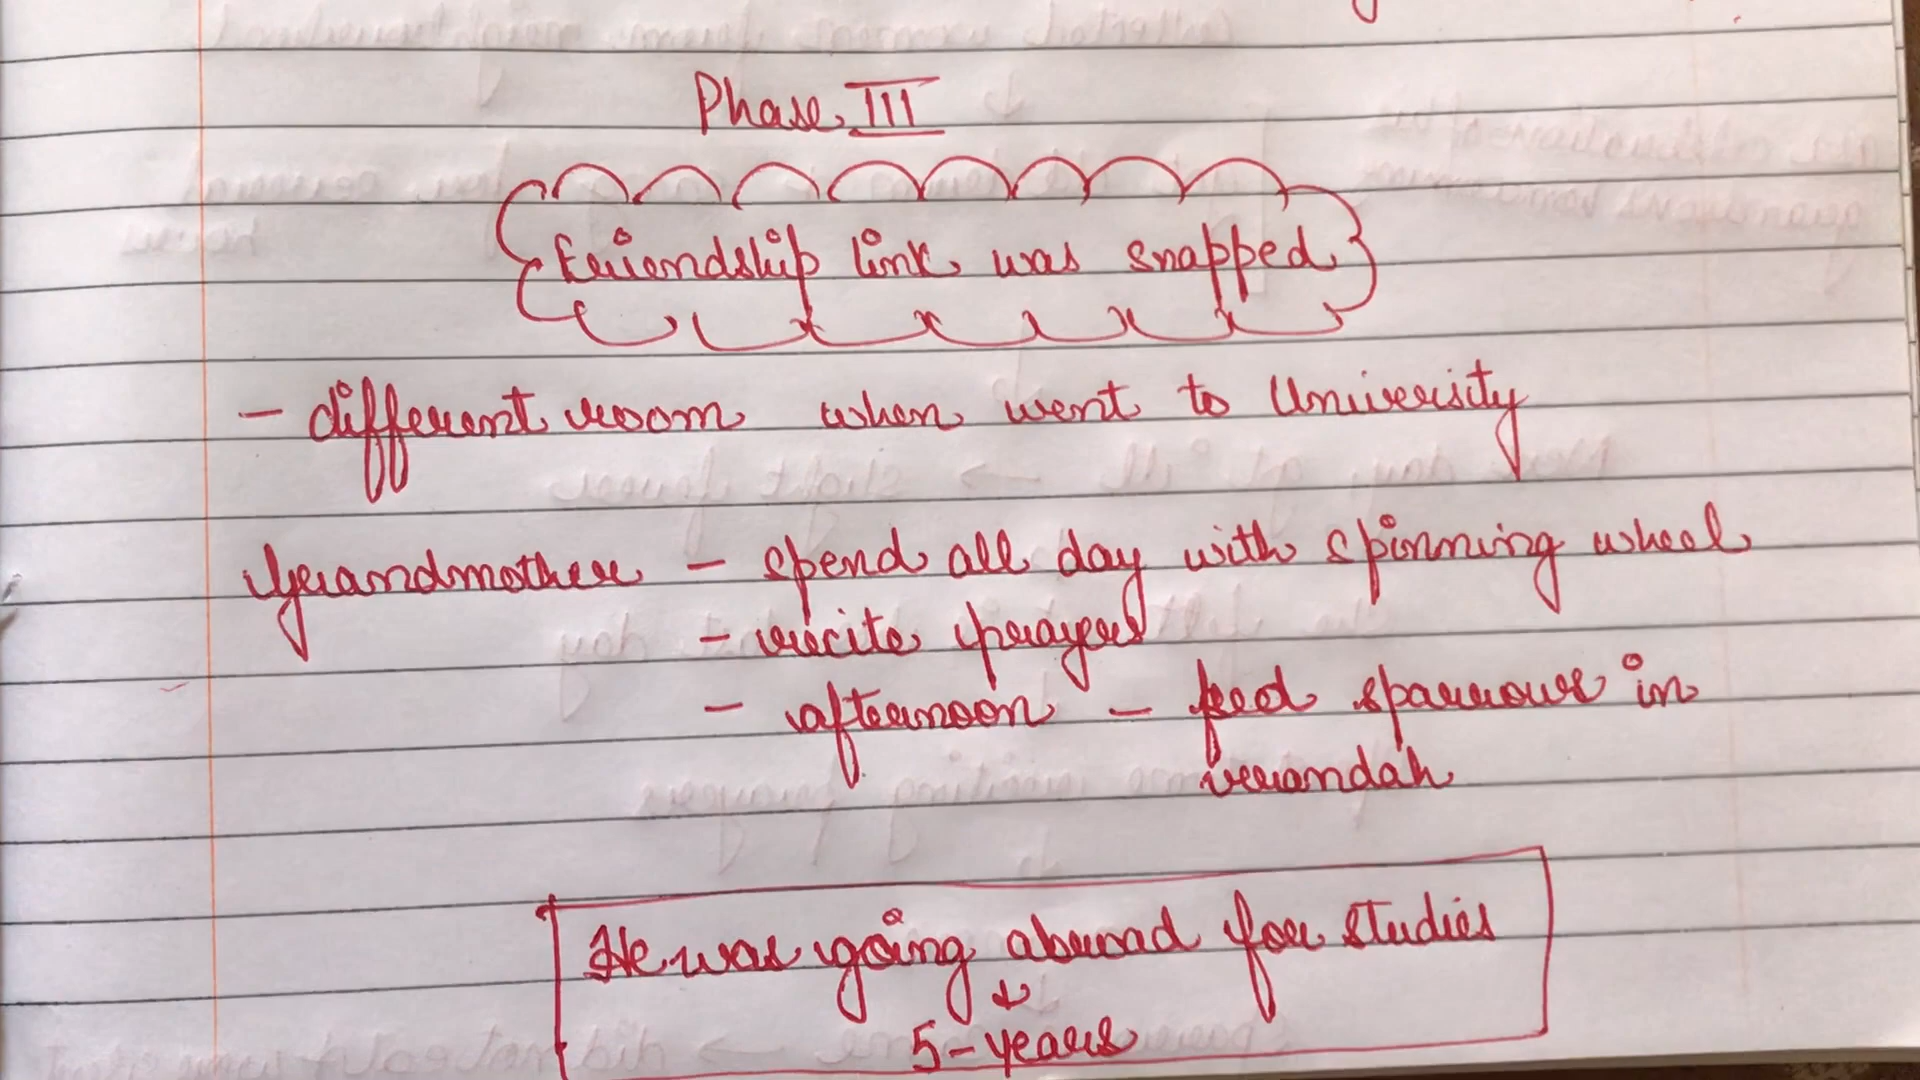 Phase III
Friendship link was snapped
- different room when went to University
Grandmother - spend all day with spinning wheel
- recite prayers
- afternoon - feed sparrows in
verandah
He was going abroad for studies
↓
5-years